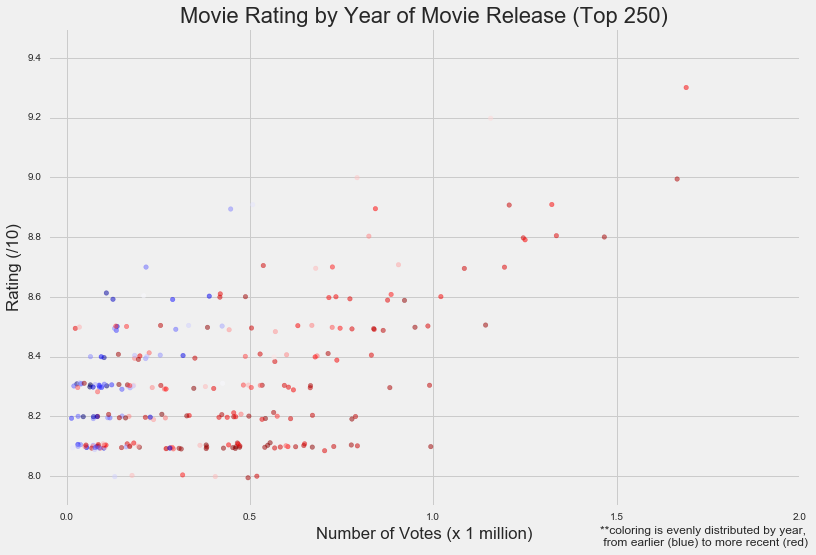 Movie Rating by Year of Movie Release (Top 250)
Rating (/10)
9.4
9.2
9.0
8.8
8.6
8.4
8.2
8.0
0.0 0.5 1.0 1.5 2.0
Number of Votes (x 1 million)
**coloring is evenly distributed by year,
from earlier (blue) to more recent (red)